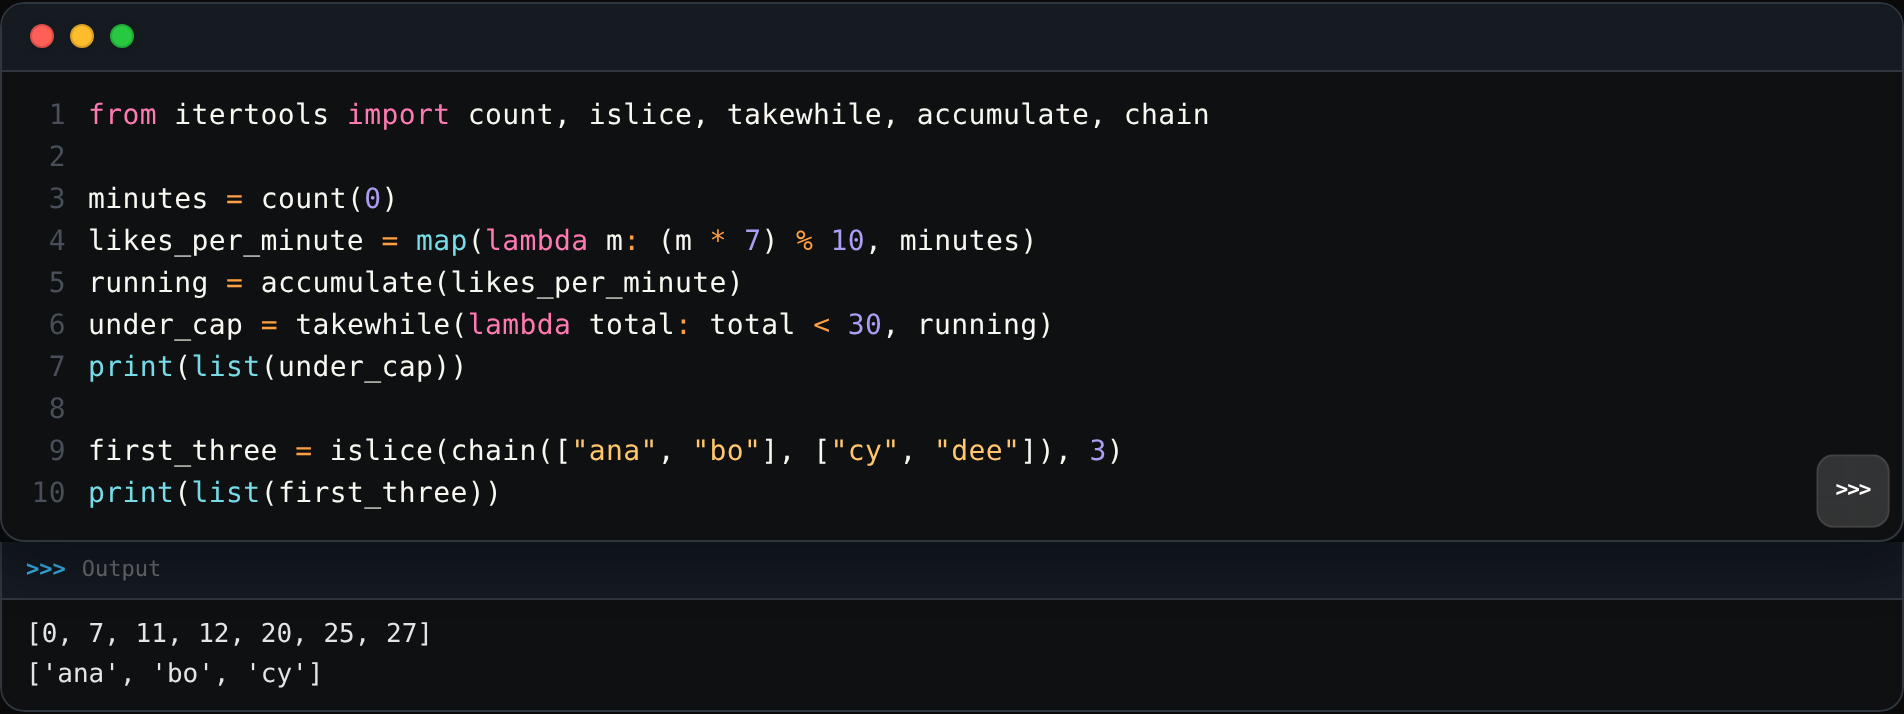 1 from itertools import count, islice, takewhile, accumulate, chain
2
3 minutes = count(0)
4 likes_per_minute = map(lambda m: (m * 7) % 10, minutes)
5 running = accumulate(likes_per_minute)
6 under_cap = takewhile(lambda total: total < 30, running)
7 print(list(under_cap))
8
9 first_three = islice(chain(["ana", "bo"], ["cy", "dee"]), 3)
10 print(list(first_three))
>>>
>>> Output
[0, 7, 11, 12, 20, 25, 27]
['ana', 'bo', 'cy']